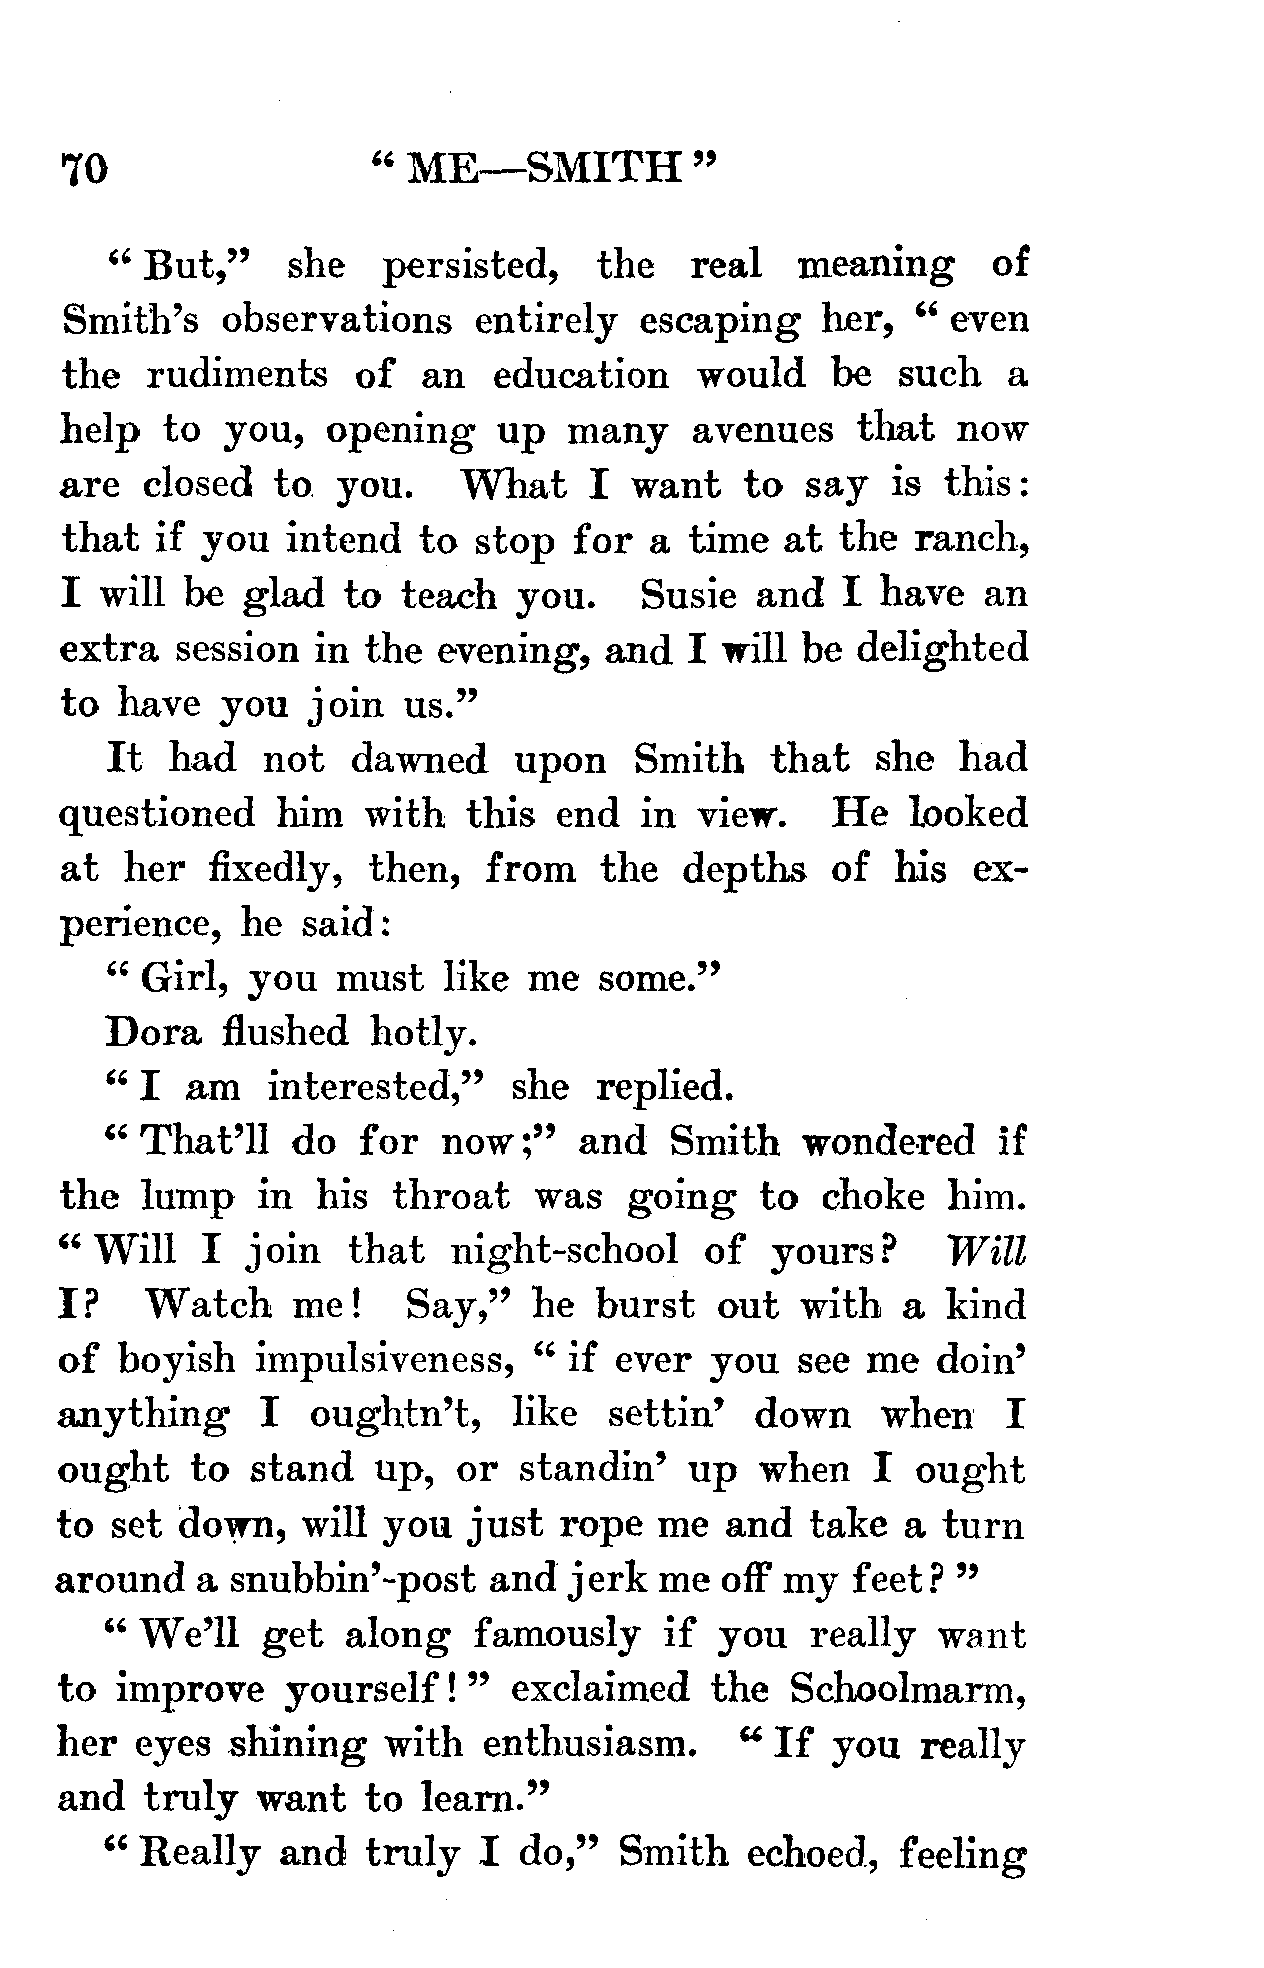 70 “ ME—SMITH ”
“ But,” she persisted, the real meaning of
Smith’s observations entirely escaping her, “ even
the rudiments of an education would be such a
help to you, opening up many avenues that now
are closed to you. What I want to say is this:
that if you intend to stop for a time at the ranch,
I will be glad to teach you. Susie and I have an
extra session in the evening, and I will be delighted
to have you join us.”
It had not dawned upon Smith that she had
questioned him with this end in view. He looked
at her fixedly, then, from the depths of his ex-
perience, he said:
“ Girl, you must like me some.”
Dora flushed hotly.
“ I am interested,” she replied.
“ That’ll do for now;” and Smith wondered if
the lump in his throat was going to choke him.
“ Will I join that night-school of yours? Will
I? Watch me! Say,” he burst out with a kind
of boyish impulsiveness, “ if ever you see me doin’
anything I oughtn’t, like settin’ down when I
ought to stand up, or standin’ up when I ought
to set down, will you just rope me and take a turn
around a snubbin’-post and jerk me off my feet? ”
“ We’ll get along famously if you really want
to improve yourself! ” exclaimed the Schoolmarm,
her eyes shining with enthusiasm. “ If you really
and truly want to learn.”
“ Really and truly I do,” Smith echoed, feeling